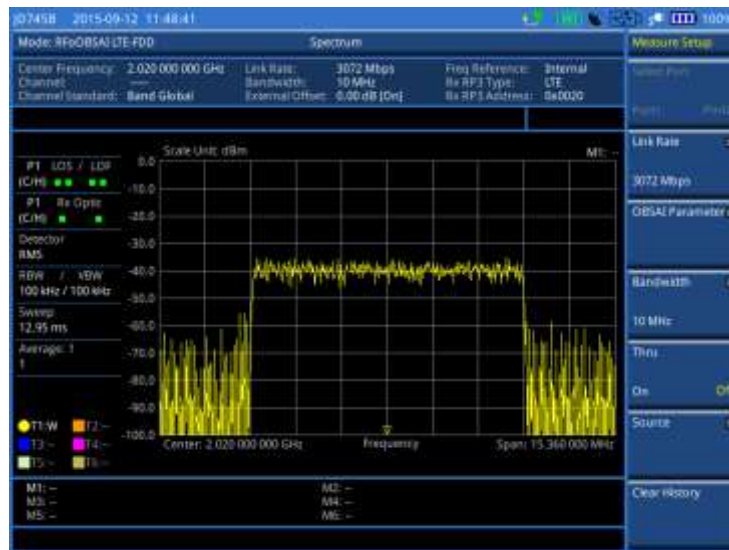 JD745B 2015-09-12 11:48:41
100%
Mode: RFoOBSAI LTE-FDD Spectrum Measure Setup
Center Frequency: 2.020 000 000 GHz Link Rate: 3072 Mbps Freq Reference: Internal
Channel: --- Bandwidth: 10 MHz Rx RP3 Type: LTE
Channel Standard: Band Global External Offset: 0.00 dB [On] Rx RP3 Address: 0x0020
Select Port
Port1
Scale Unit: dBm M1: --
P1 LOS / LOF
(C/H)
P1 Rx Optic
(C/H)
Detector
RMS
RBW / VBW
100 kHz / 100 kHz
Sweep
12.95 ms
Average: 1
1
0.0
-10.0
-20.0
-30.0
-40.0
-50.0
-60.0
-70.0
-80.0
-90.0
-100.0
T1:W T2:--
T3:-- T4:--
T5:-- T6:--
Center: 2.020 000 000 GHz Frequency Span: 15.360 000 MHz
M1: -- M2: --
M3: -- M4: --
M5: -- M6: --
Link Rate
3072 Mbps
OBSAI Parameter
Bandwidth
10 MHz
Thru
On Off
Source
Clear History